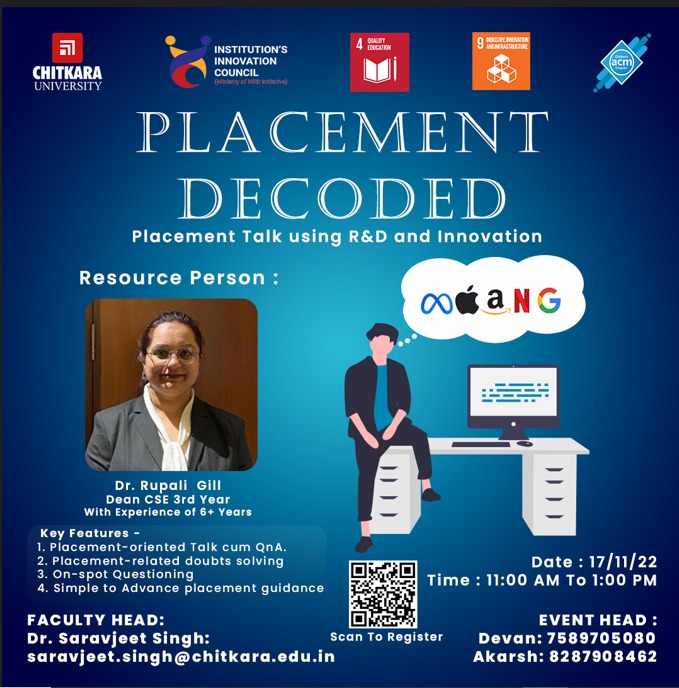 CHITKARA
UNIVERSITY
INSTITUTION'S
INNOVATION
COUNCIL
(Ministry of HRD Initiative)
4 QUALITY
EDUCATION
9 INDUSTRY, INNOVATION
AND INFRASTRUCTURE
acm
PLACEMENT
DECODED
Placement Talk using R&D and Innovation
Resource Person :
a N G
Dr. Rupali Gill
Dean CSE 3rd Year
With Experience of 6+ Years
Key Features -
1. Placement-oriented Talk cum QnA.
2. Placement-related doubts solving
3. On-spot Questioning
4. Simple to Advance placement guidance
Date : 17/11/22
Time : 11:00 AM To 1:00 PM
Scan To Register
FACULTY HEAD:
Dr. Saravjeet Singh:
saravjeet.singh@chitkara.edu.in
EVENT HEAD :
Devan: 7589705080
Akarsh: 8287908462